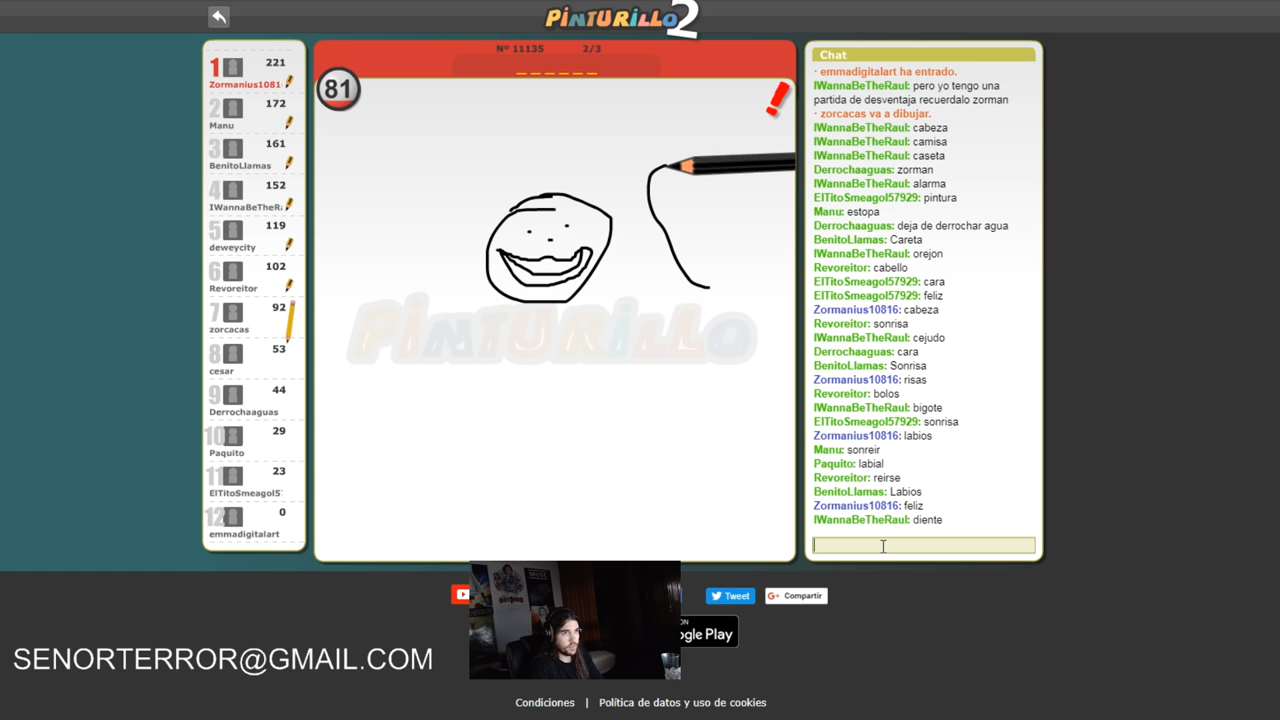 PINTURILLO 2
Nº 11135 2/3
_ _ _ _ _ _
81
1 221
Zormanius1081
2 172
Manu
3 161
BenitoLlamas
4 152
IWannaBeTheR
5 119
deweycity
6 102
Revoreitor
7 92
zorcacas
8 53
cesar
9 44
Derrochaaguas
10 29
Paquito
11 23
ElTitoSmeagol5
12 0
emmadigitalart
PINTURILLO
Chat
· emmadigitalart ha entrado.
IWannaBeTheRaul: pero yo tengo una
partida de desventaja recuerdalo zorman
· zorcacas va a dibujar.
IWannaBeTheRaul: cabeza
IWannaBeTheRaul: camisa
IWannaBeTheRaul: caseta
Derrochaaguas: zorman
IWannaBeTheRaul: alarma
ElTitoSmeagol57929: pintura
Manu: estopa
Derrochaaguas: deja de derrochar agua
BenitoLlamas: Careta
IWannaBeTheRaul: orejon
Revoreitor: cabello
ElTitoSmeagol57929: cara
ElTitoSmeagol57929: feliz
Zormanius10816: cabeza
Revoreitor: sonrisa
IWannaBeTheRaul: cejudo
Derrochaaguas: cara
BenitoLlamas: Sonrisa
Zormanius10816: risas
Revoreitor: bolos
IWannaBeTheRaul: bigote
ElTitoSmeagol57929: sonrisa
Zormanius10816: labios
Manu: sonreir
Paquito: labial
Revoreitor: reirse
BenitoLlamas: Labios
Zormanius10816: feliz
IWannaBeTheRaul: diente
Tweet
G+ Compartir
ON
ogle Play
SENORTERROR@GMAIL.COM
Condiciones | Política de datos y uso de cookies